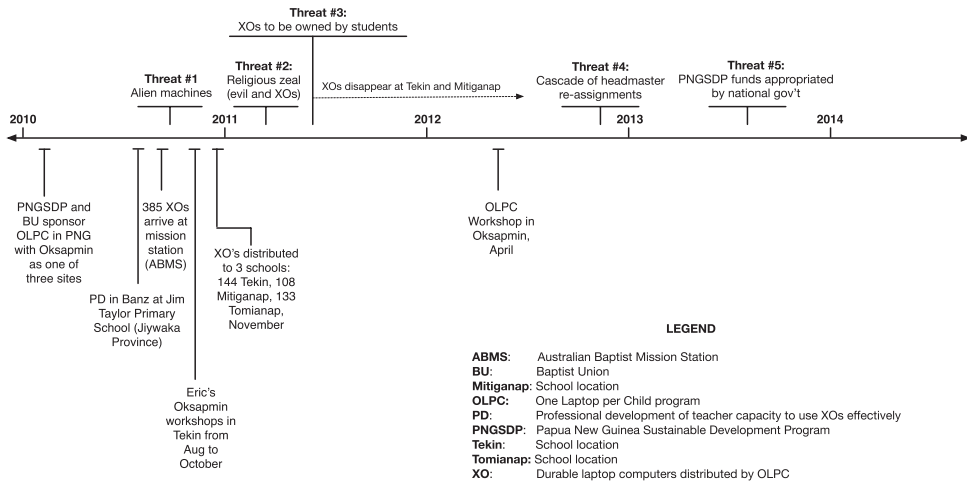 Threat #3:
XOs to be owned by students
Threat #1
Alien machines
Threat #2:
Religious zeal
(evil and XOs)
XOs disappear at Tekin and Mitiganap
Threat #4:
Cascade of headmaster
re-assignments
Threat #5:
PNGSDP funds appropriated
by national gov't
2010
2011
2012
2013
2014
PNGSDP and
BU sponsor
OLPC in PNG
with Oksapmin
as one of
three sites
PD in Banz at Jim
Taylor Primary
School (Jiywaka
Province)
385 XOs
arrive at
mission
station
(ABMS)
Eric's
Oksapmin
workshops in
Tekin from
Aug to
October
XO's distributed
to 3 schools:
144 Tekin, 108
Mitiganap, 133
Tomianap,
November
OLPC
Workshop in
Oksapmin,
April
LEGEND
ABMS: Australian Baptist Mission Station
BU: Baptist Union
Mitiganap: School location
OLPC: One Laptop per Child program
PD: Professional development of teacher capacity to use XOs effectively
PNGSDP: Papua New Guinea Sustainable Development Program
Tekin: School location
Tomianap: School location
XO: Durable laptop computers distributed by OLPC